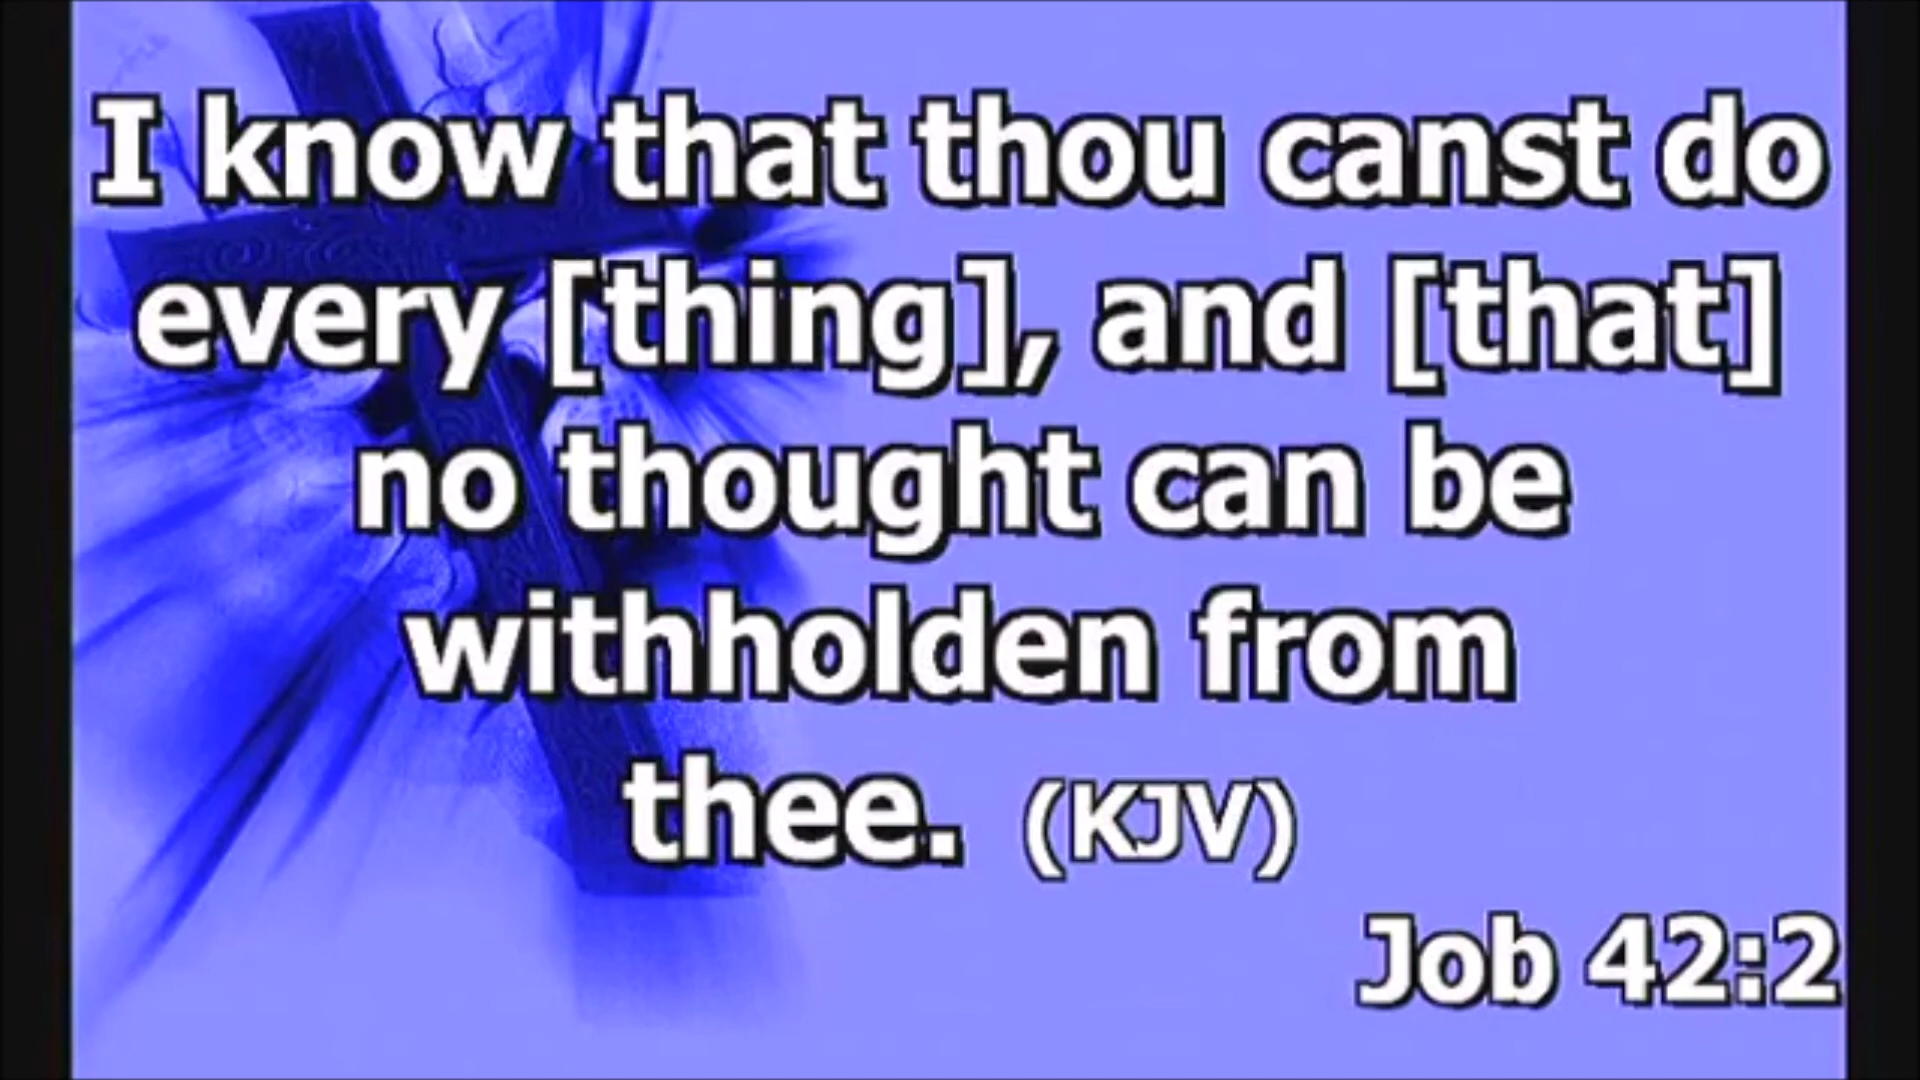 I know that thou canst do
every [thing], and [that]
no thought can be
withholden from
thee. (KJV)
Job 42:2